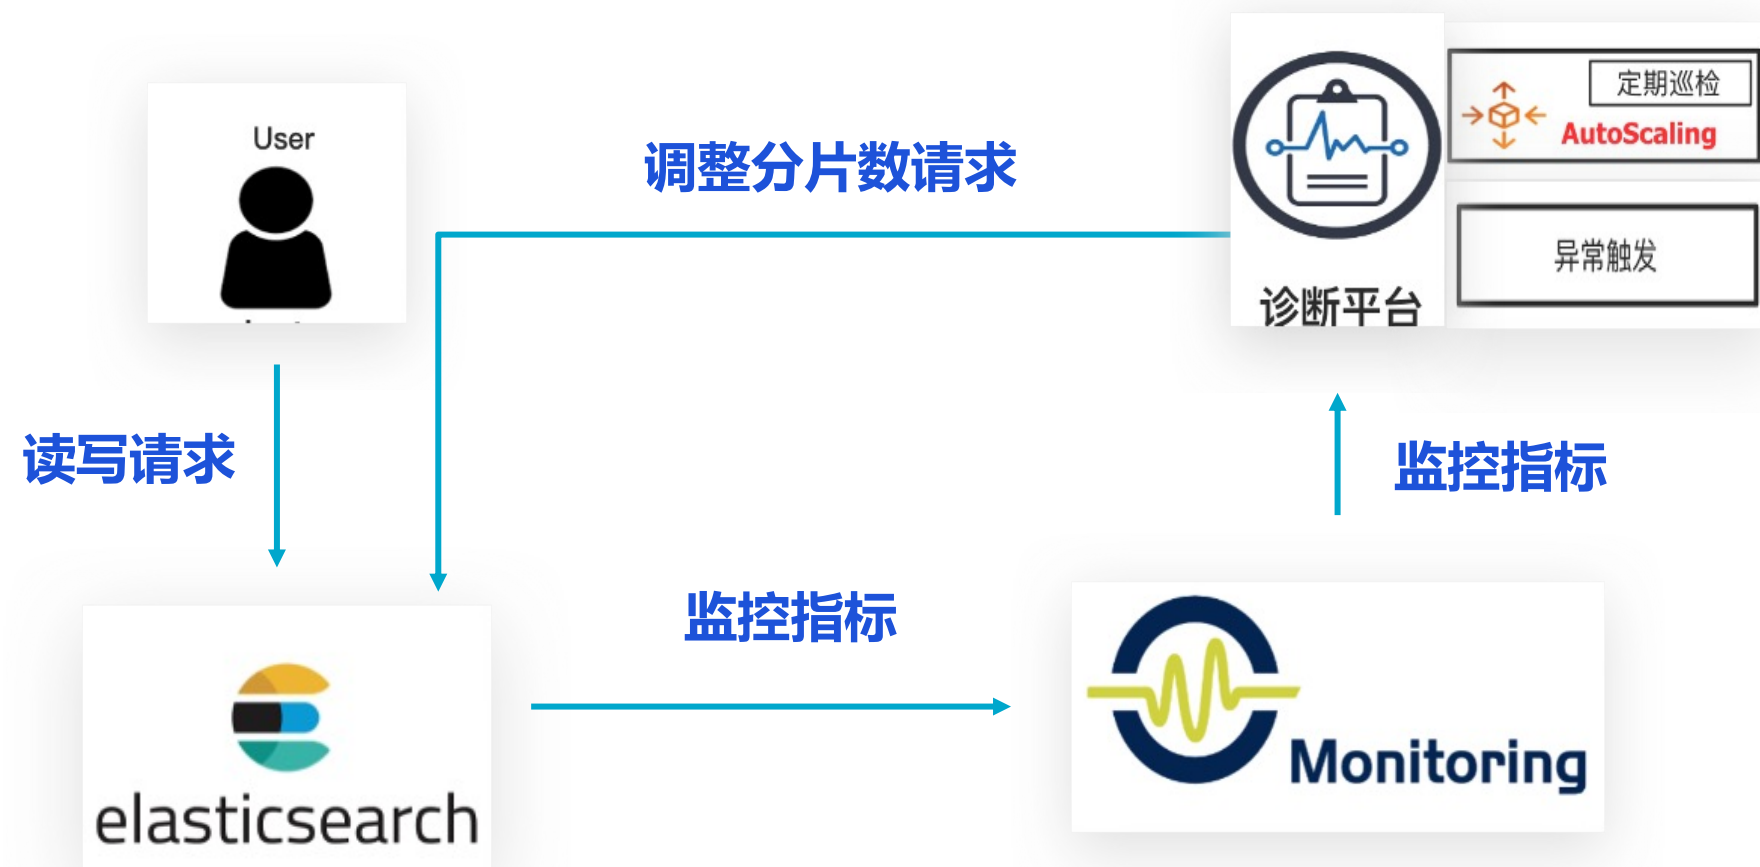 User
调整分片数请求
定期巡检
AutoScaling
异常触发
诊断平台
读写请求
监控指标
监控指标
elasticsearch
Monitoring